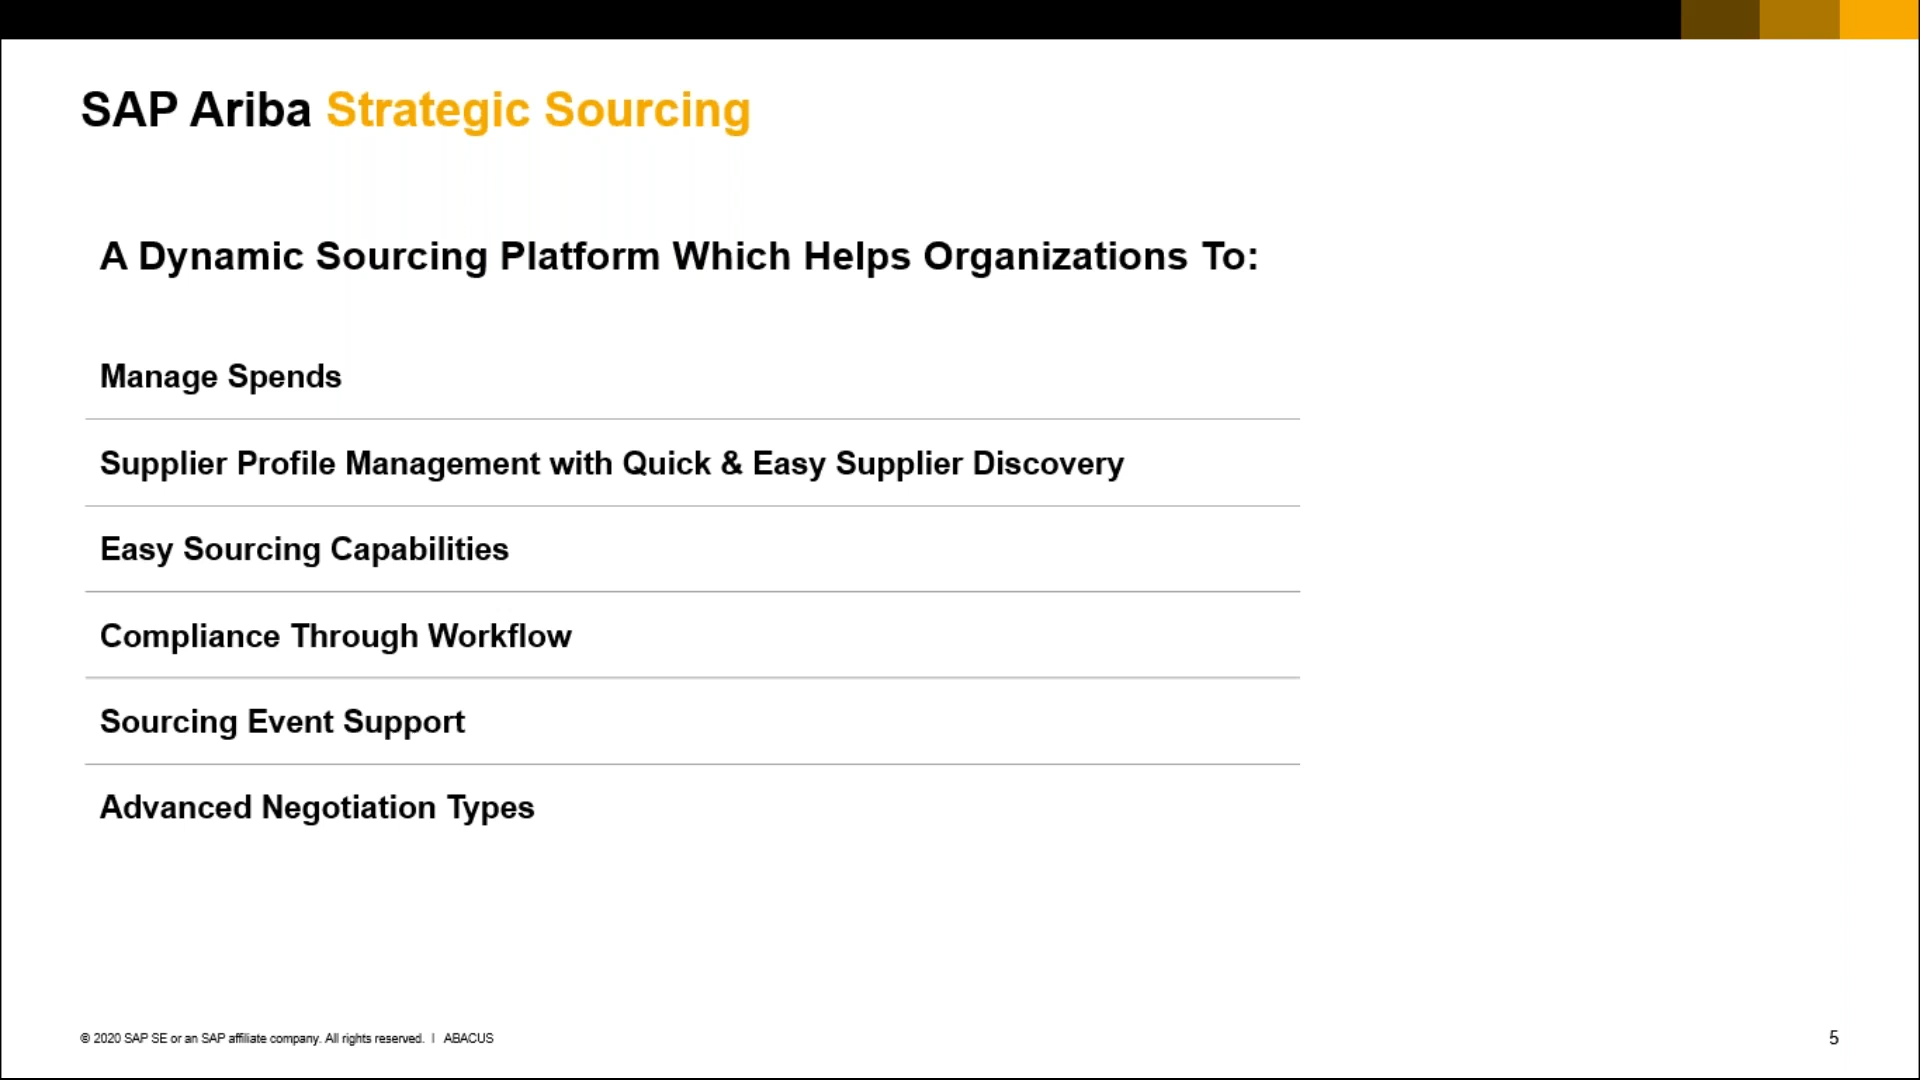 SAP Ariba Strategic Sourcing
A Dynamic Sourcing Platform Which Helps Organizations To:
Manage Spends
Supplier Profile Management with Quick & Easy Supplier Discovery
Easy Sourcing Capabilities
Compliance Through Workflow
Sourcing Event Support
Advanced Negotiation Types
© 2020 SAP SE or an SAP affiliate company. All rights reserved. | ABACUS
5